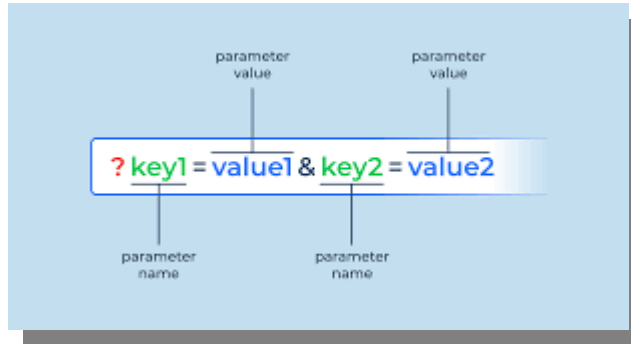 parameter
value
parameter
value
? key1 = value1 & key2 = value2
parameter
name
parameter
name